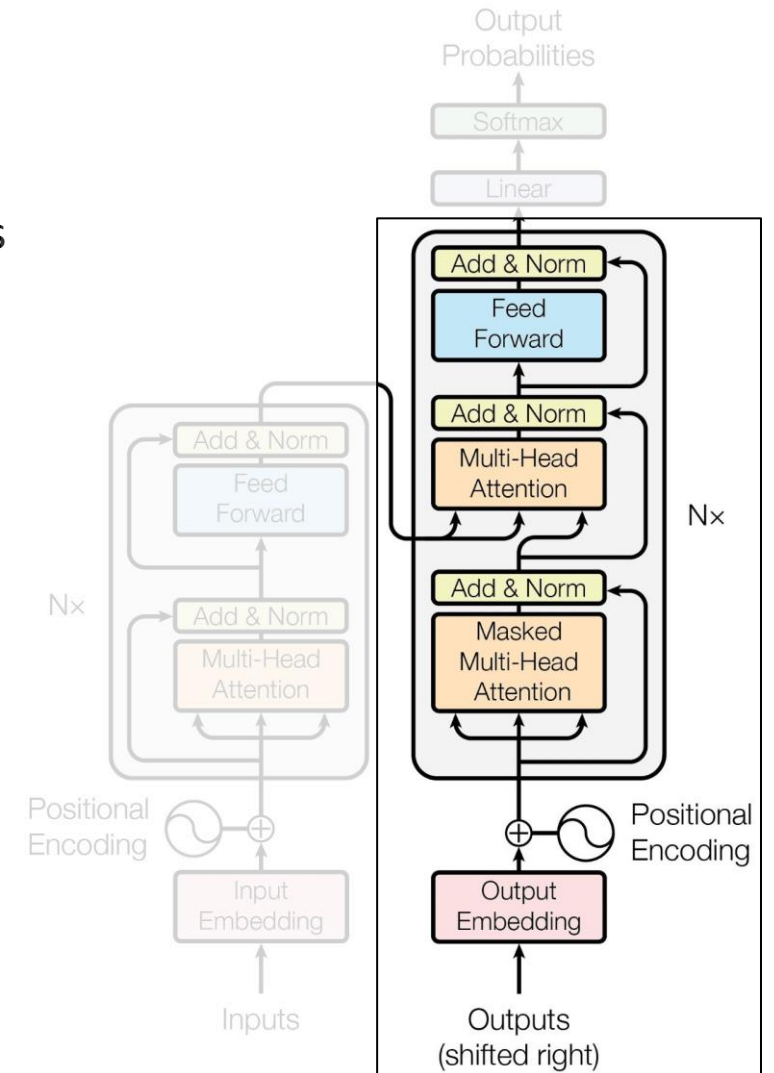 Output
Probabilities
Softmax
Linear
s
Add & Norm
Feed
Forward
Add & Norm
Multi-Head
Attention
Nx
Add & Norm
Masked
Multi-Head
Attention
Positional
Encoding
Output
Embedding
Outputs
(shifted right)
Add & Norm
Feed
Forward
Nx
Add & Norm
Multi-Head
Attention
Positional
Encoding
Input
Embedding
Inputs